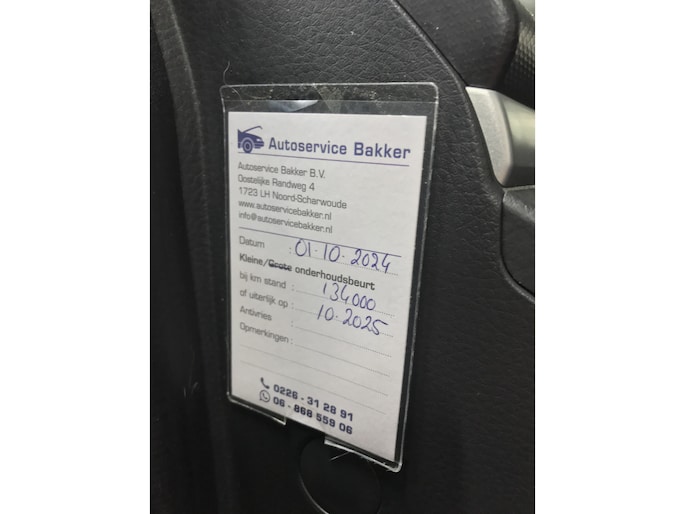 Autoservice Bakker
Autoservice Bakker B.V.
Oostelijke Randweg 4
1723 LH Noord-Scharwoude
www.autoservicebakker.nl
info@autoservicebakker.nl
Datum : 01-10-2024
Kleine/Grote onderhoudsbeurt
bij km stand : 134000
of uiterlijk op : 10-2025
Antivries :
Opmerkingen :
0226 - 31 28 91
06 - 868 559 06